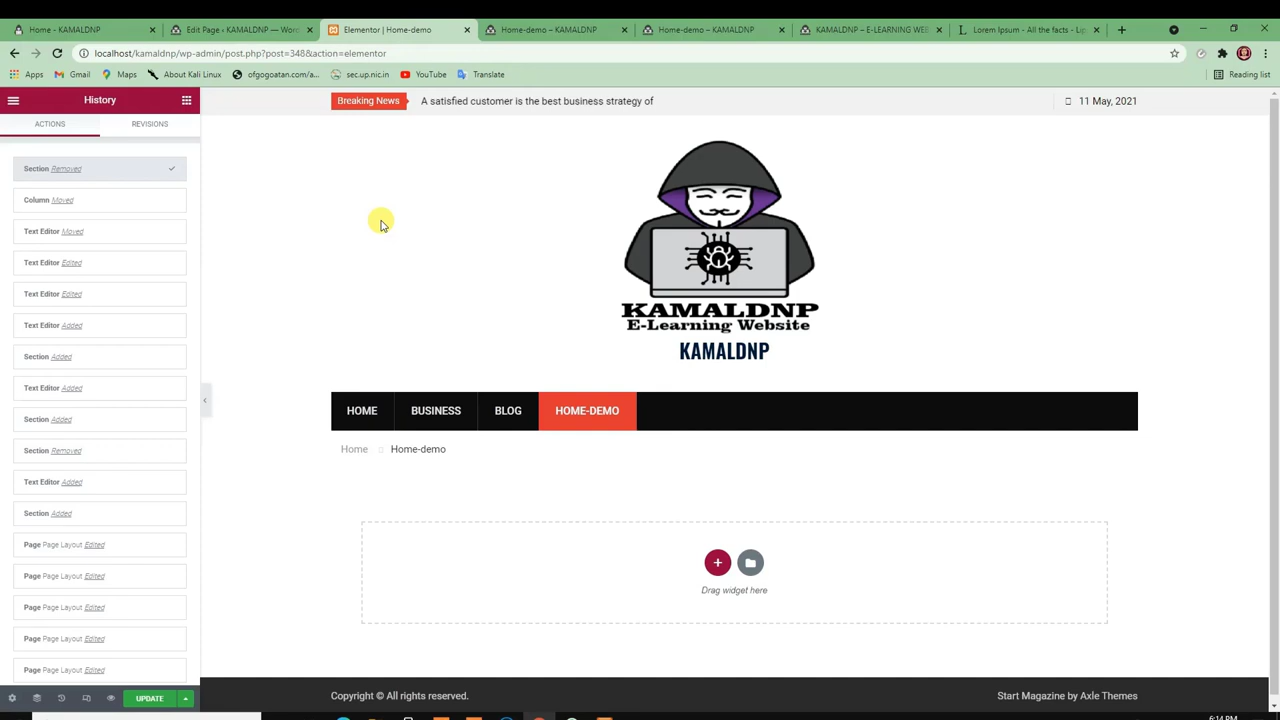 Home - KAMALDNP
Edit Page ‹ KAMALDNP — Wor
Elementor | Home-demo
Home-demo – KAMALDNP
Home-demo – KAMALDNP
KAMALDNP – E-LEARNING WEB
Lorem Ipsum - All the facts - Lip
localhost/kamaldnp/wp-admin/post.php?post=348&action=elementor
Apps
Gmail
Maps
About Kali Linux
ofgogoatan.com/a...
sec.up.nic.in
YouTube
Translate
Reading list
History
ACTIONS
REVISIONS
Section Removed
Column Moved
Text Editor Moved
Text Editor Edited
Text Editor Edited
Text Editor Added
Section Added
Text Editor Added
Section Added
Section Removed
Text Editor Added
Section Added
Page Page Layout Edited
Page Page Layout Edited
Page Page Layout Edited
Page Page Layout Edited
Page Page Layout Edited
UPDATE
Breaking News
A satisfied customer is the best business strategy of
11 May, 2021
KAMALDNP
E-Learning Website
KAMALDNP
HOME
BUSINESS
BLOG
HOME-DEMO
Home
Home-demo
Drag widget here
Copyright © All rights reserved.
Start Magazine by Axle Themes
6:14 PM